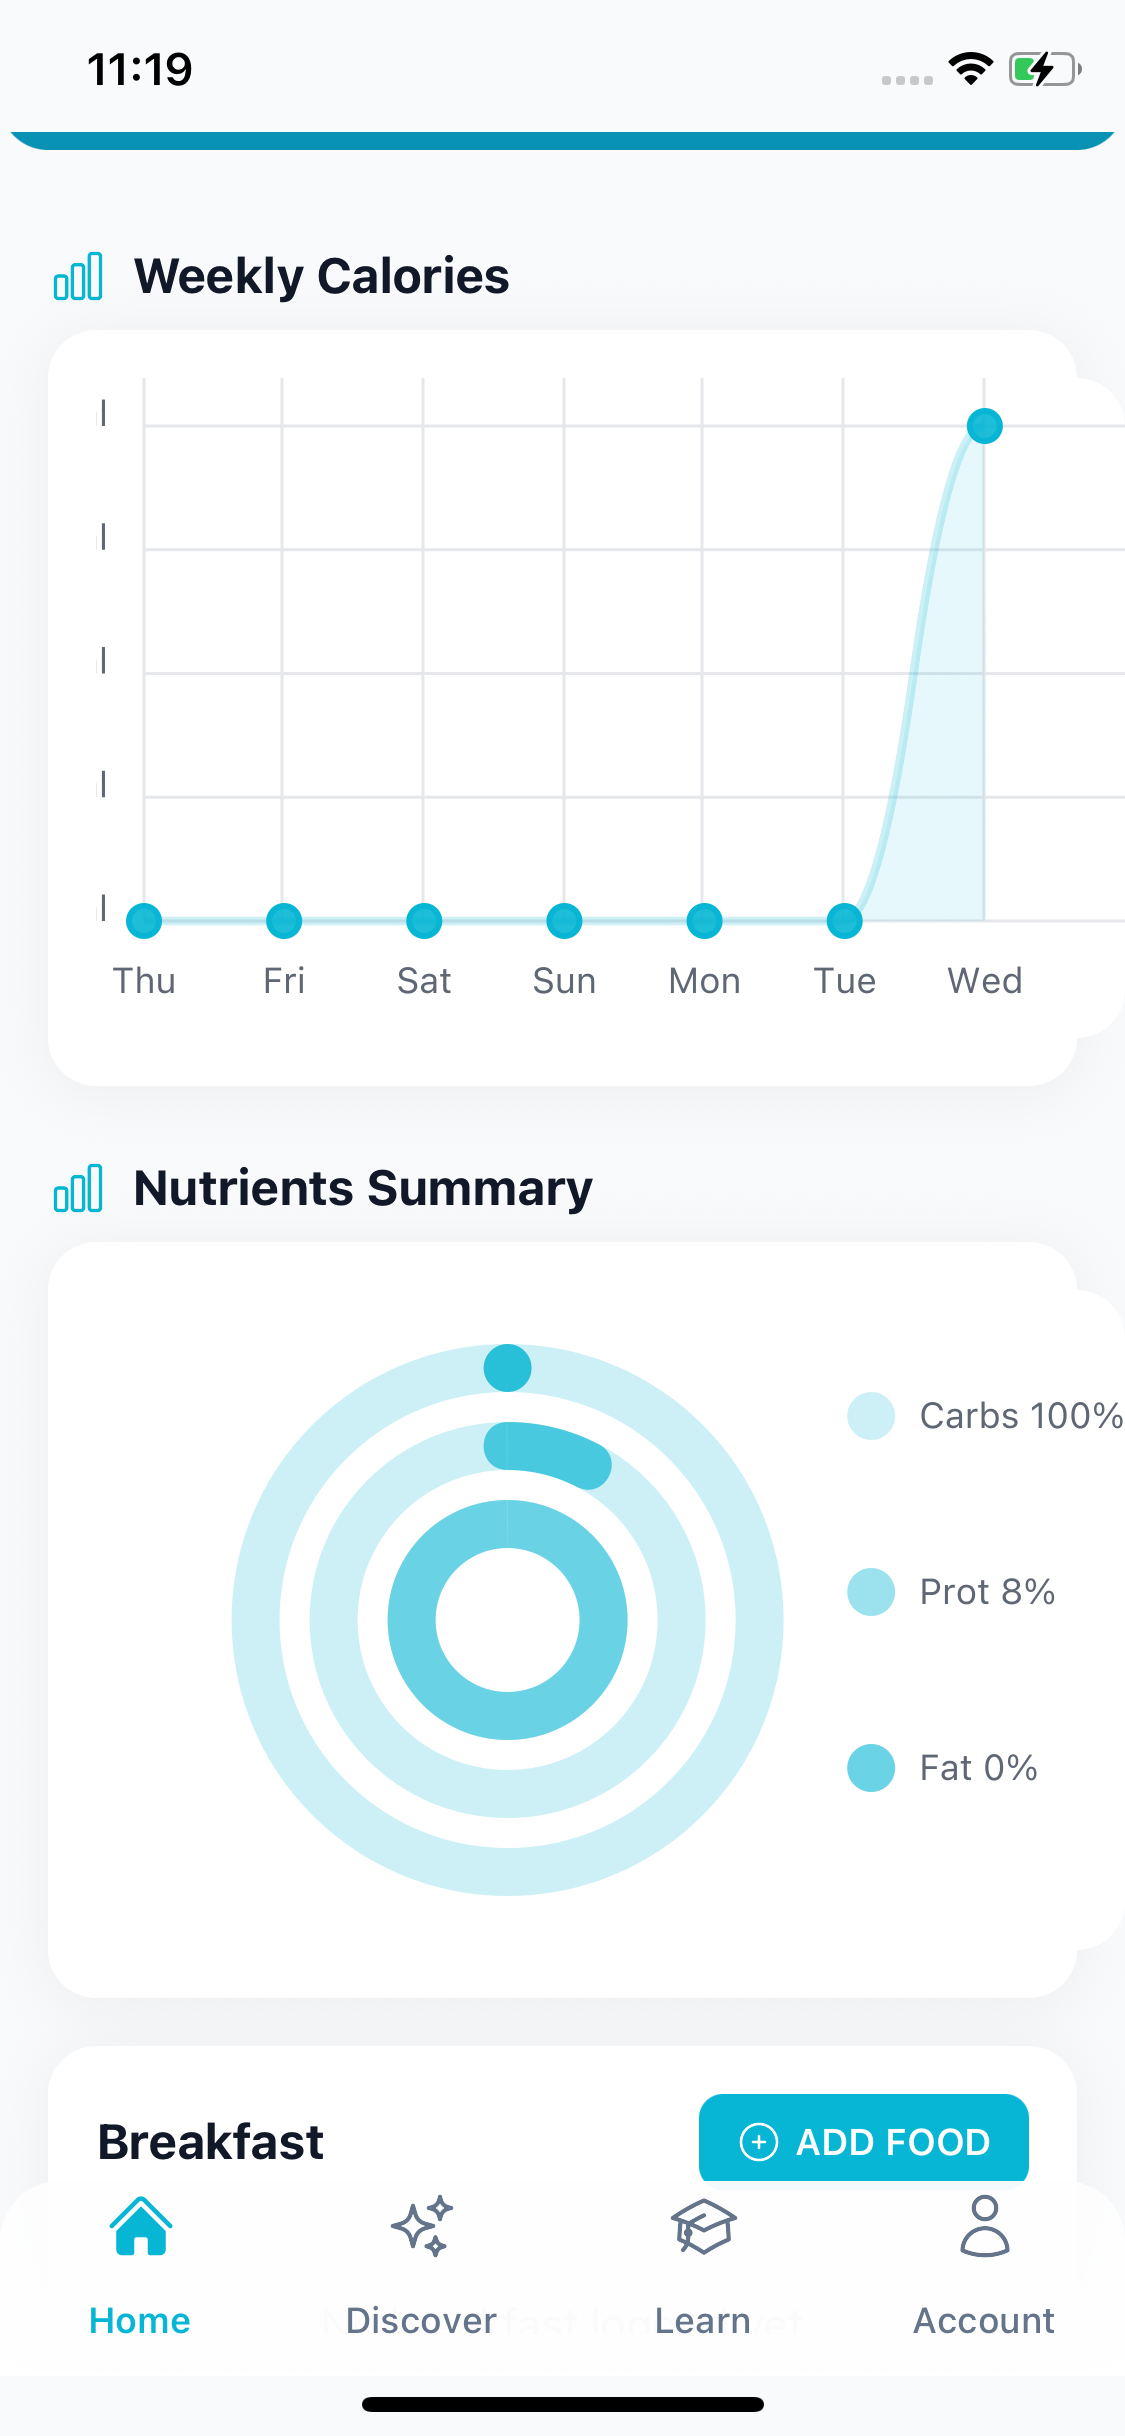 11:19
Weekly Calories
Thu Fri Sat Sun Mon Tue Wed
Nutrients Summary
Carbs 100%
Prot 8%
Fat 0%
Breakfast
ADD FOOD
Home Discover Learn Account